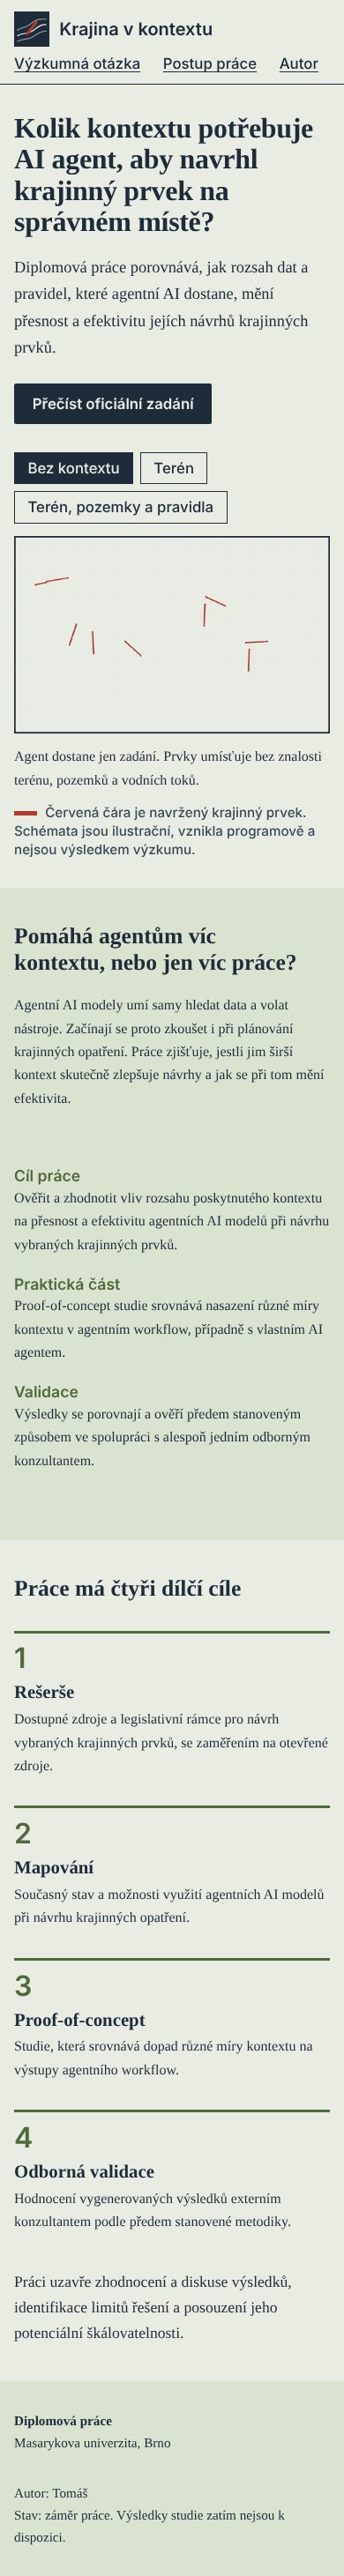 Krajina v kontextu
Výzkumná otázka Postup práce Autor
Kolik kontextu potřebuje
AI agent, aby navrhl
krajinný prvek na
správném místě?
Diplomová práce porovnává, jak rozsah dat a
pravidel, které agentní AI dostane, mění
přesnost a efektivitu jejích návrhů krajinných
prvků.
Přečíst oficiální zadání
Bez kontextu Terén
Terén, pozemky a pravidla
Agent dostane jen zadání. Prvky umísťuje bez znalosti
terénu, pozemků a vodních toků.
Červená čára je navržený krajinný prvek.
Schémata jsou ilustrační, vznikla programově a
nejsou výsledkem výzkumu.
Pomáhá agentům víc
kontextu, nebo jen víc práce?
Agentní AI modely umí samy hledat data a volat
nástroje. Začínají se proto zkoušet i při plánování
krajinných opatření. Práce zjišťuje, jestli jim širší
kontext skutečně zlepšuje návrhy a jak se při tom mění
efektivita.
Cíl práce
Ověřit a zhodnotit vliv rozsahu poskytnutého kontextu
na přesnost a efektivitu agentních AI modelů při návrhu
vybraných krajinných prvků.
Praktická část
Proof-of-concept studie srovnává nasazení různé míry
kontextu v agentním workflow, případně s vlastním AI
agentem.
Validace
Výsledky se porovnají a ověří předem stanoveným
způsobem ve spolupráci s alespoň jedním odborným
konzultantem.
Práce má čtyři dílčí cíle
1
Rešerše
Dostupné zdroje a legislativní rámce pro návrh
vybraných krajinných prvků, se zaměřením na otevřené
zdroje.
2
Mapování
Současný stav a možnosti využití agentních AI modelů
při návrhu krajinných opatření.
3
Proof-of-concept
Studie, která srovnává dopad různé míry kontextu na
výstupy agentního workflow.
4
Odborná validace
Hodnocení vygenerovaných výsledků externím
konzultantem podle předem stanovené metodiky.
Práci uzavře zhodnocení a diskuse výsledků,
identifikace limitů řešení a posouzení jeho
potenciální škálovatelnosti.
Diplomová práce
Masarykova univerzita, Brno
Autor: Tomáš
Stav: záměr práce. Výsledky studie zatím nejsou k
dispozici.